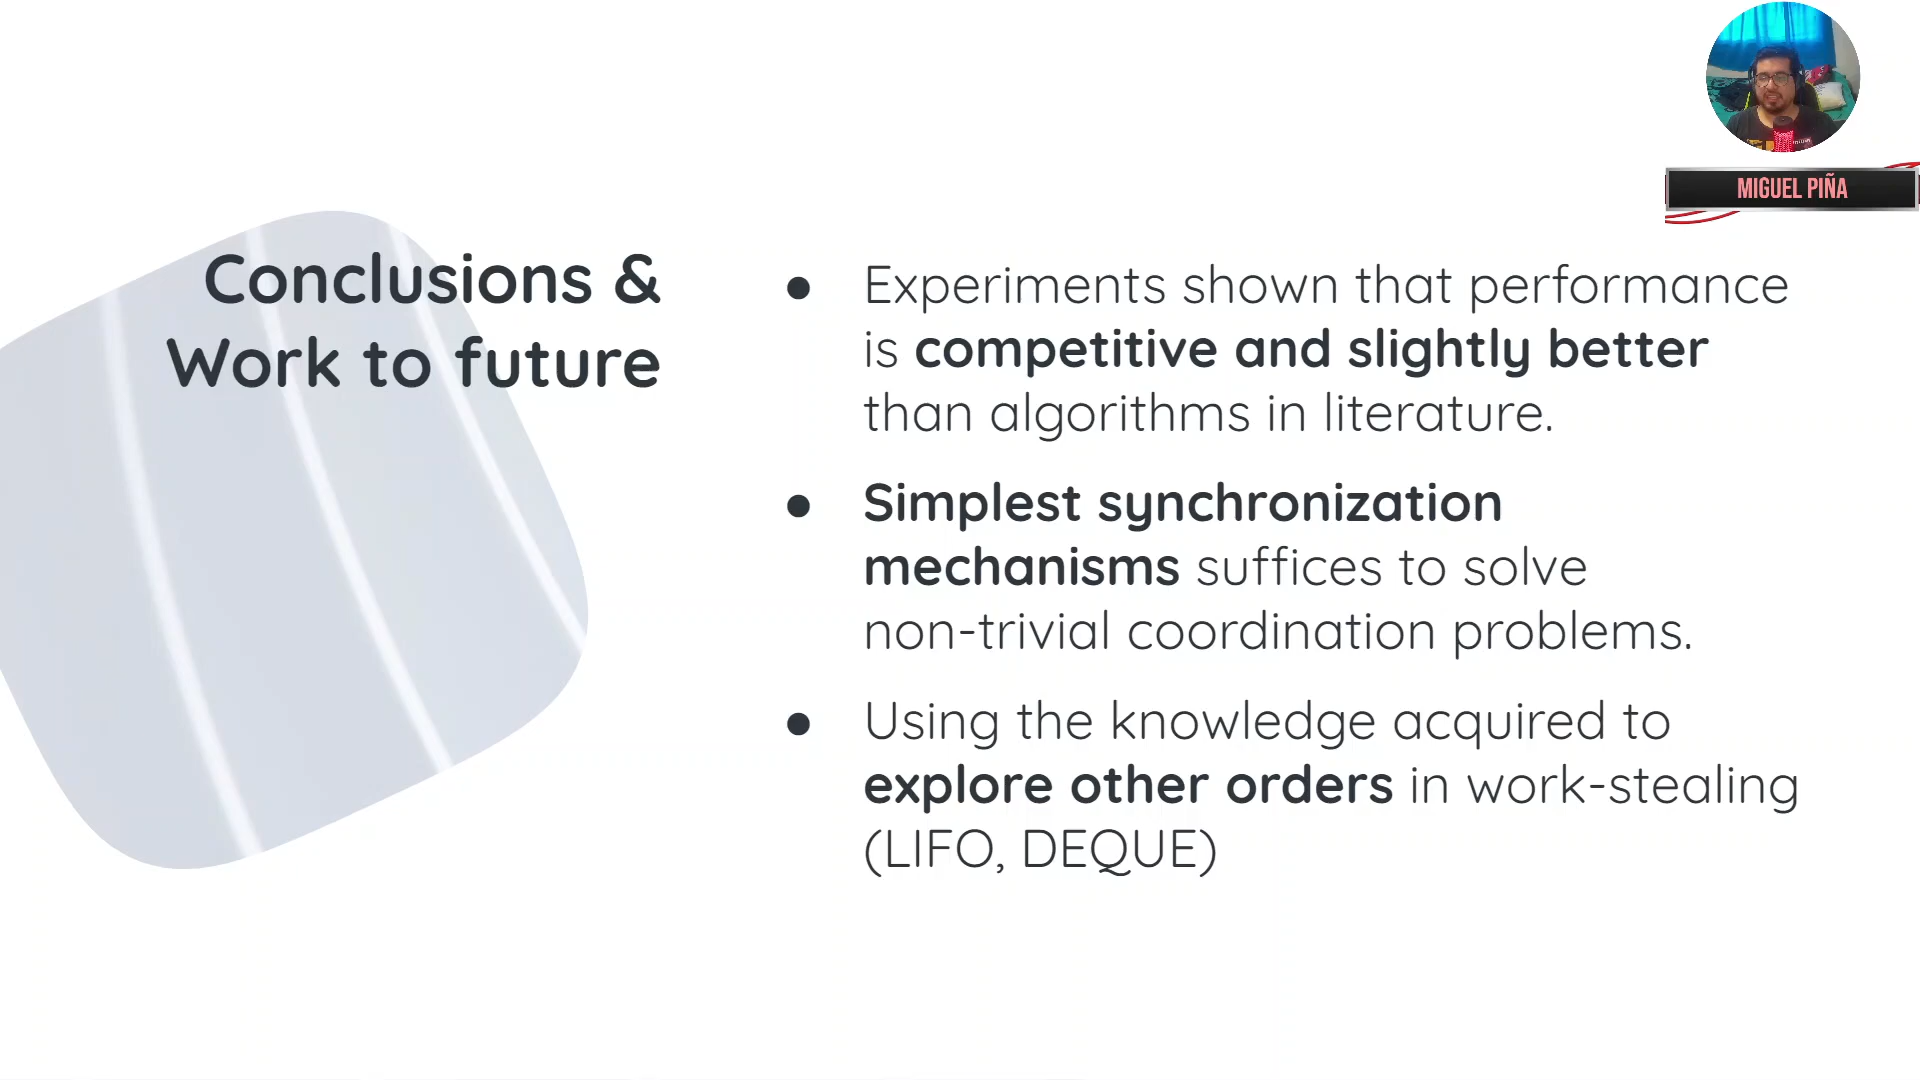 MIGUEL PIÑA
Conclusions &
Work to future
● Experiments shown that performance
is competitive and slightly better
than algorithms in literature.
● Simplest synchronization
mechanisms suffices to solve
non-trivial coordination problems.
● Using the knowledge acquired to
explore other orders in work-stealing
(LIFO, DEQUE)